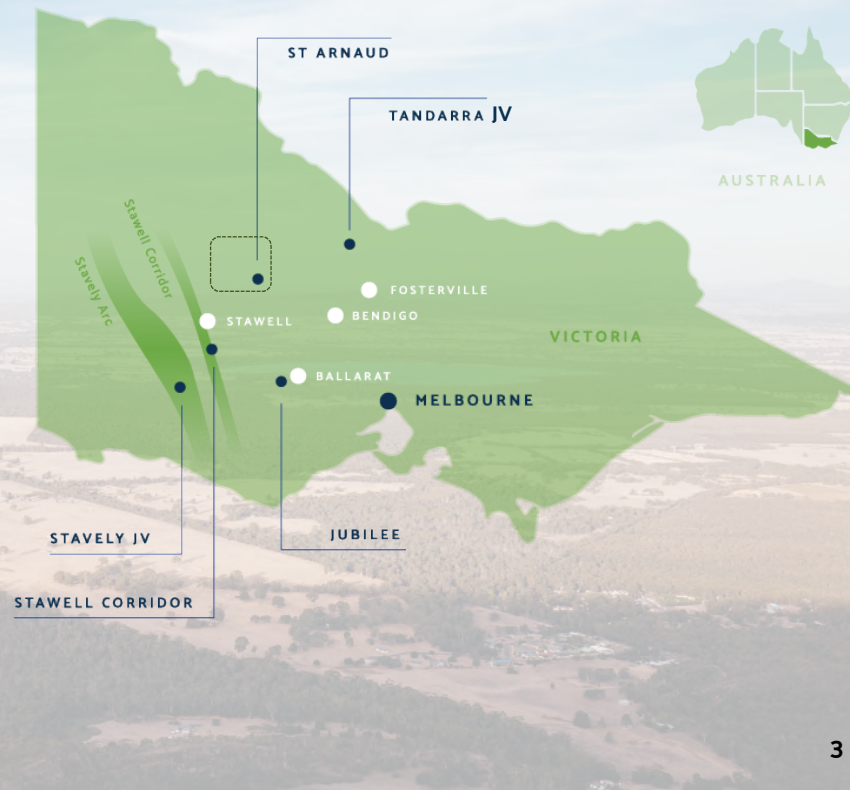 ST ARNAUD
TANDARRA JV
AUSTRALIA
Stawell Corridor
Stavely Arc
FOSTERVILLE
BENDIGO
STAWELL
VICTORIA
BALLARAT
MELBOURNE
STAVELY JV
JUBILEE
STAWELL CORRIDOR
3